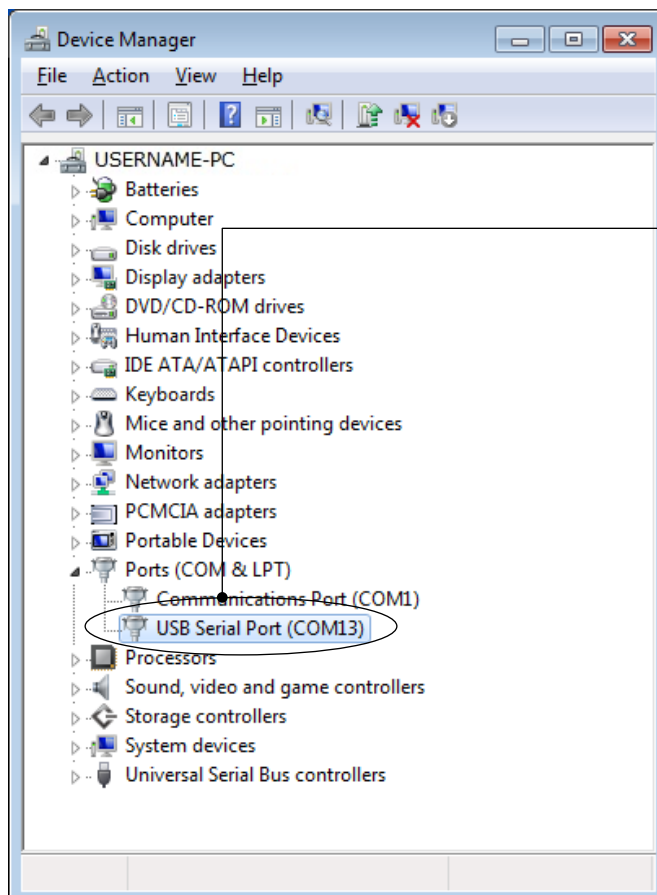 Device Manager
File Action View Help
USERNAME-PC
Batteries
Computer
Disk drives
Display adapters
DVD/CD-ROM drives
Human Interface Devices
IDE ATA/ATAPI controllers
Keyboards
Mice and other pointing devices
Monitors
Network adapters
PCMCIA adapters
Portable Devices
Ports (COM & LPT)
Communications Port (COM1)
USB Serial Port (COM13)
Processors
Sound, video and game controllers
Storage controllers
System devices
Universal Serial Bus controllers